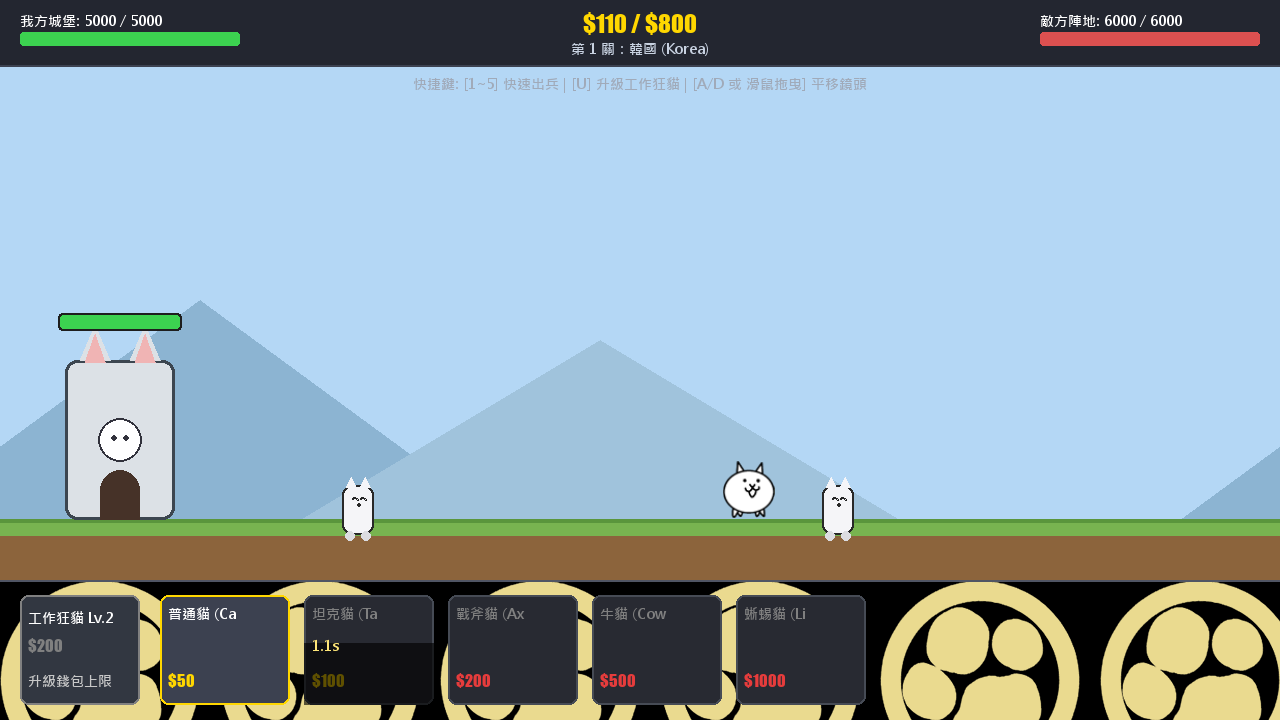 我方城堡: 5000 / 5000
$110 / $800
第 1 關：韓國 (Korea)
敵方陣地: 6000 / 6000
快捷鍵: [1~5] 快速出兵 | [U] 升級工作狂貓 | [A/D 或 滑鼠拖曳] 平移鏡頭
工作狂貓 Lv.2
$200
升級錢包上限
普通貓 (Ca
$50
坦克貓 (Ta
1.1s
$100
戰斧貓 (Ax
$200
牛貓 (Cow
$500
蜥蜴貓 (Li
$1000